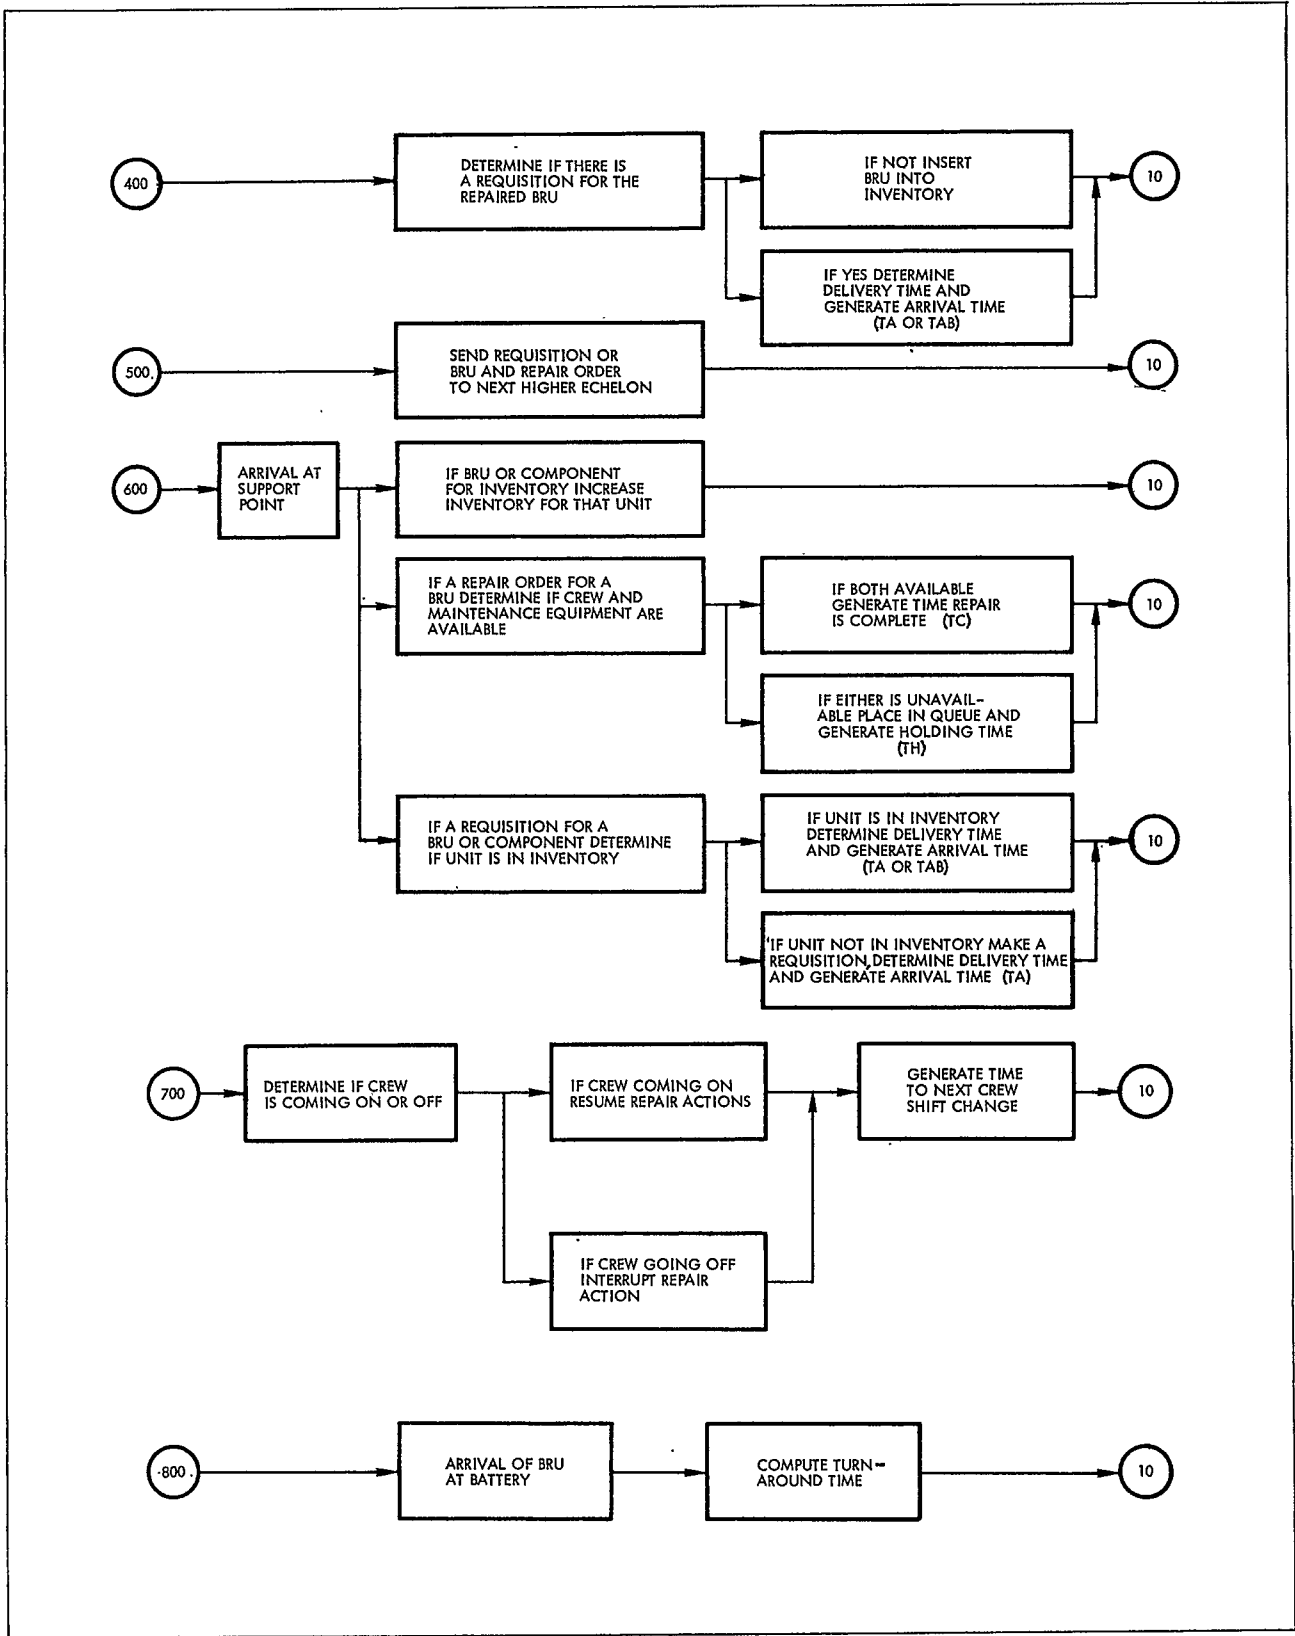 400
DETERMINE IF THERE IS
A REQUISITION FOR THE
REPAIRED BRU
IF NOT INSERT
BRU INTO
INVENTORY
10
IF YES DETERMINE
DELIVERY TIME AND
GENERATE ARRIVAL TIME
(TA OR TAB)
500.
SEND REQUISITION OR
BRU AND REPAIR ORDER
TO NEXT HIGHER ECHELON
10
600
ARRIVAL AT
SUPPORT
POINT
IF BRU OR COMPONENT
FOR INVENTORY INCREASE
INVENTORY FOR THAT UNIT
10
IF A REPAIR ORDER FOR A
BRU DETERMINE IF CREW AND
MAINTENANCE EQUIPMENT ARE
AVAILABLE
IF BOTH AVAILABLE
GENERATE TIME REPAIR
IS COMPLETE (TC)
10
IF EITHER IS UNAVAIL-
ABLE PLACE IN QUEUE AND
GENERATE HOLDING TIME
(TH)
IF A REQUISITION FOR A
BRU OR COMPONENT DETERMINE
IF UNIT IS IN INVENTORY
IF UNIT IS IN INVENTORY
DETERMINE DELIVERY TIME
AND GENERATE ARRIVAL TIME
(TA OR TAB)
10
IF UNIT NOT IN INVENTORY MAKE A
REQUISITION, DETERMINE DELIVERY TIME
AND GENERATE ARRIVAL TIME (TA)
700
DETERMINE IF CREW
IS COMING ON OR OFF
IF CREW COMING ON
RESUME REPAIR ACTIONS
GENERATE TIME
TO NEXT CREW
SHIFT CHANGE
10
IF CREW GOING OFF
INTERRUPT REPAIR
ACTION
800
ARRIVAL OF BRU
AT BATTERY
COMPUTE TURN-
AROUND TIME
10